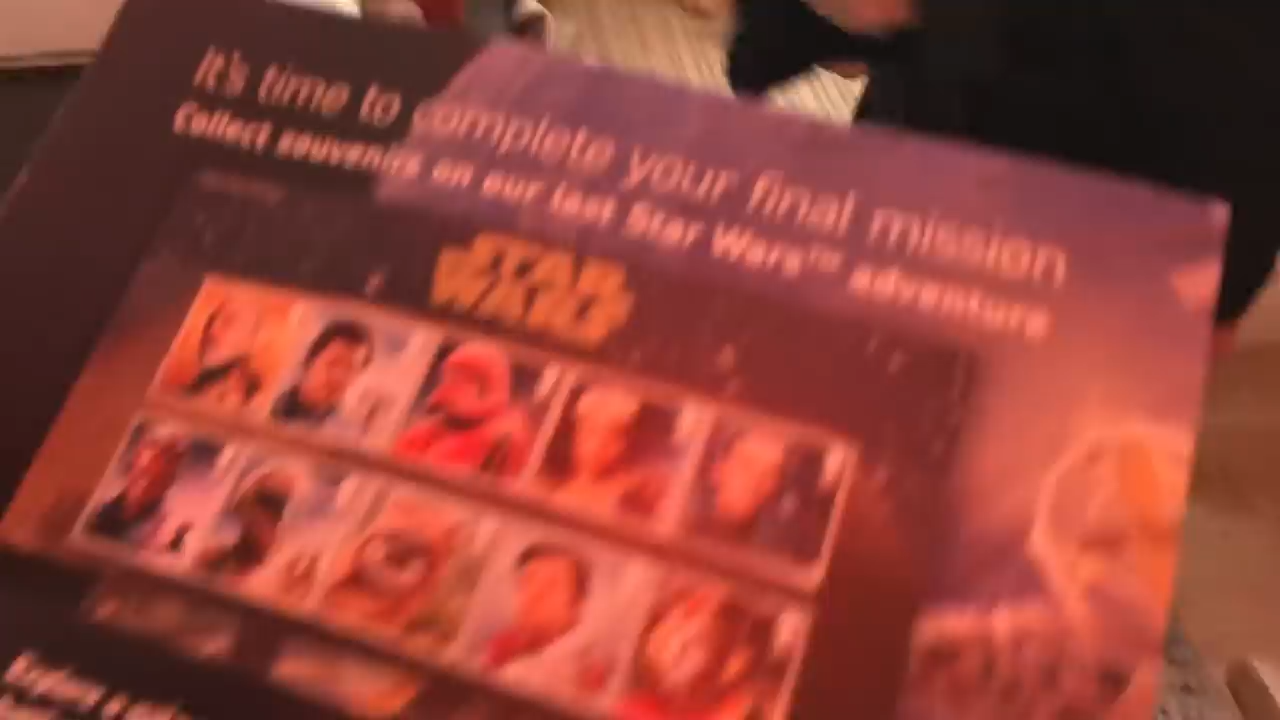 It's time to complete your final mission
Collect souvenirs on our last Star Wars™ adventure
STAR
WARS